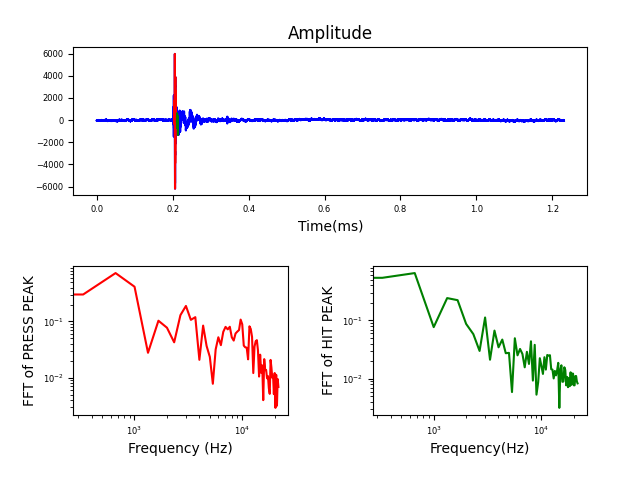 Amplitude
6000
4000
2000
0
−2000
−4000
−6000
0.0 0.2 0.4 0.6 0.8 1.0 1.2
Time(ms)
FFT of PRESS PEAK
10⁻¹
10⁻²
10³ 10⁴
Frequency (Hz)
FFT of HIT PEAK
10⁻¹
10⁻²
10³ 10⁴
Frequency(Hz)